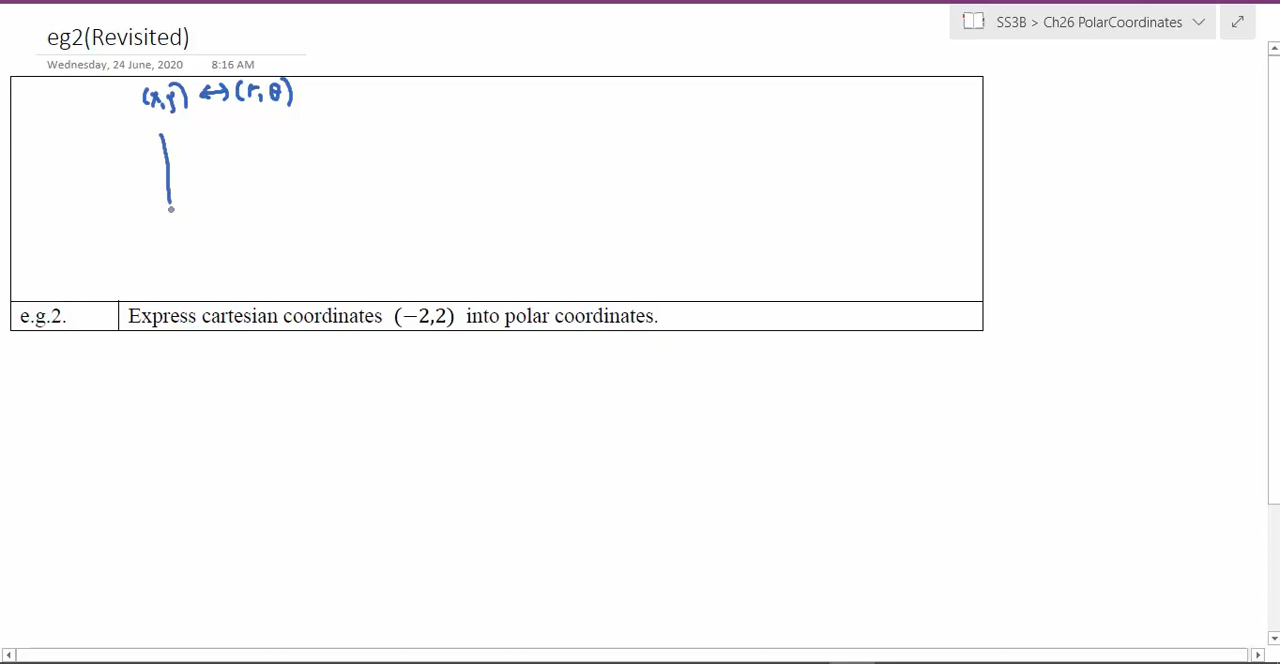 SS3B > Ch26 PolarCoordinates
eg2(Revisited)
Wednesday, 24 June, 2020 8:16 AM
(x,y) ↔ (r,θ)
e.g.2. Express cartesian coordinates (−2,2) into polar coordinates.